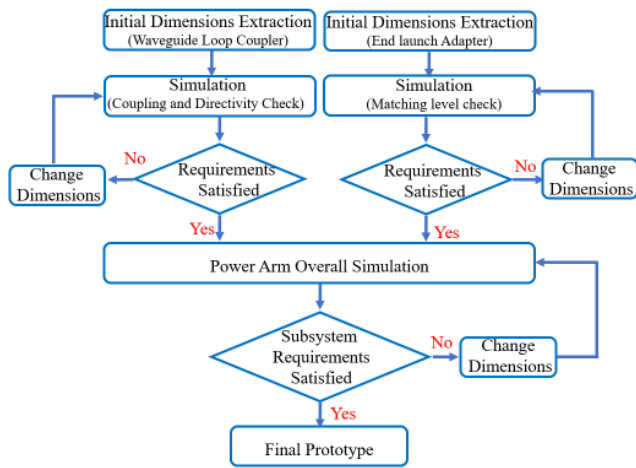 Initial Dimensions Extraction
(Waveguide Loop Coupler)
Initial Dimensions Extraction
(End launch Adapter)
Simulation
(Coupling and Directivity Check)
Simulation
(Matching level check)
No
Change
Dimensions
Requirements
Satisfied
Requirements
Satisfied
No
Change
Dimensions
Yes
Yes
Power Arm Overall Simulation
Subsystem
Requirements
Satisfied
No
Change
Dimensions
Yes
Final Prototype